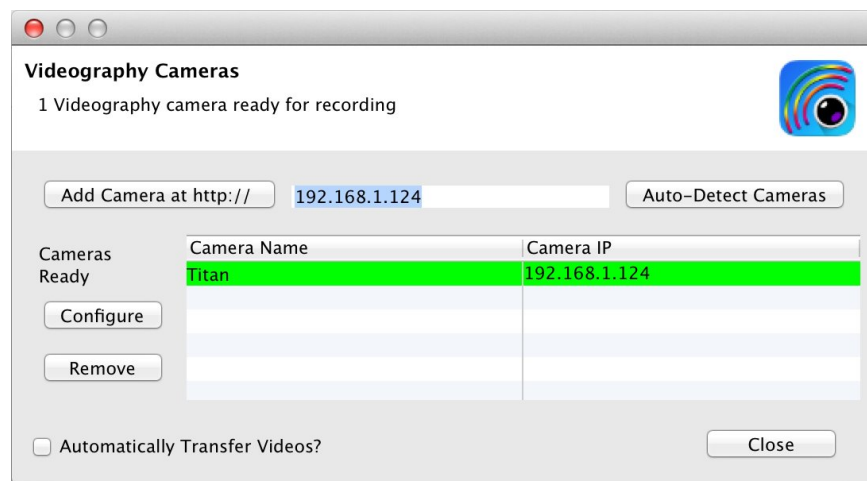 Videography Cameras
1 Videography camera ready for recording
Add Camera at http://
192.168.1.124
Auto-Detect Cameras
Cameras
Ready
Camera Name
Camera IP
Titan
192.168.1.124
Configure
Remove
Automatically Transfer Videos?
Close